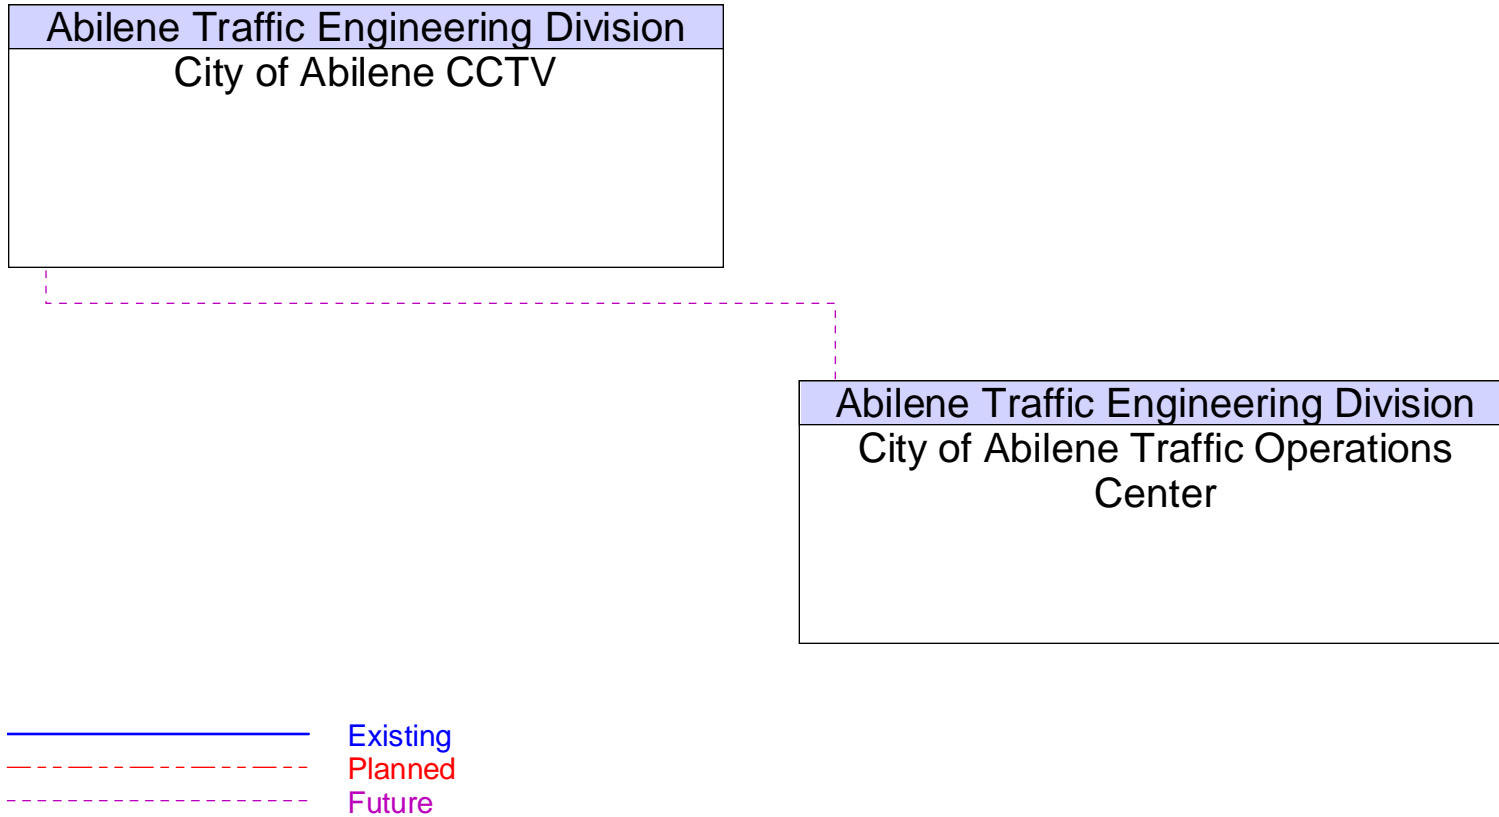 Abilene Traffic Engineering Division
City of Abilene CCTV
Abilene Traffic Engineering Division
City of Abilene Traffic Operations
Center
Existing
Planned
Future